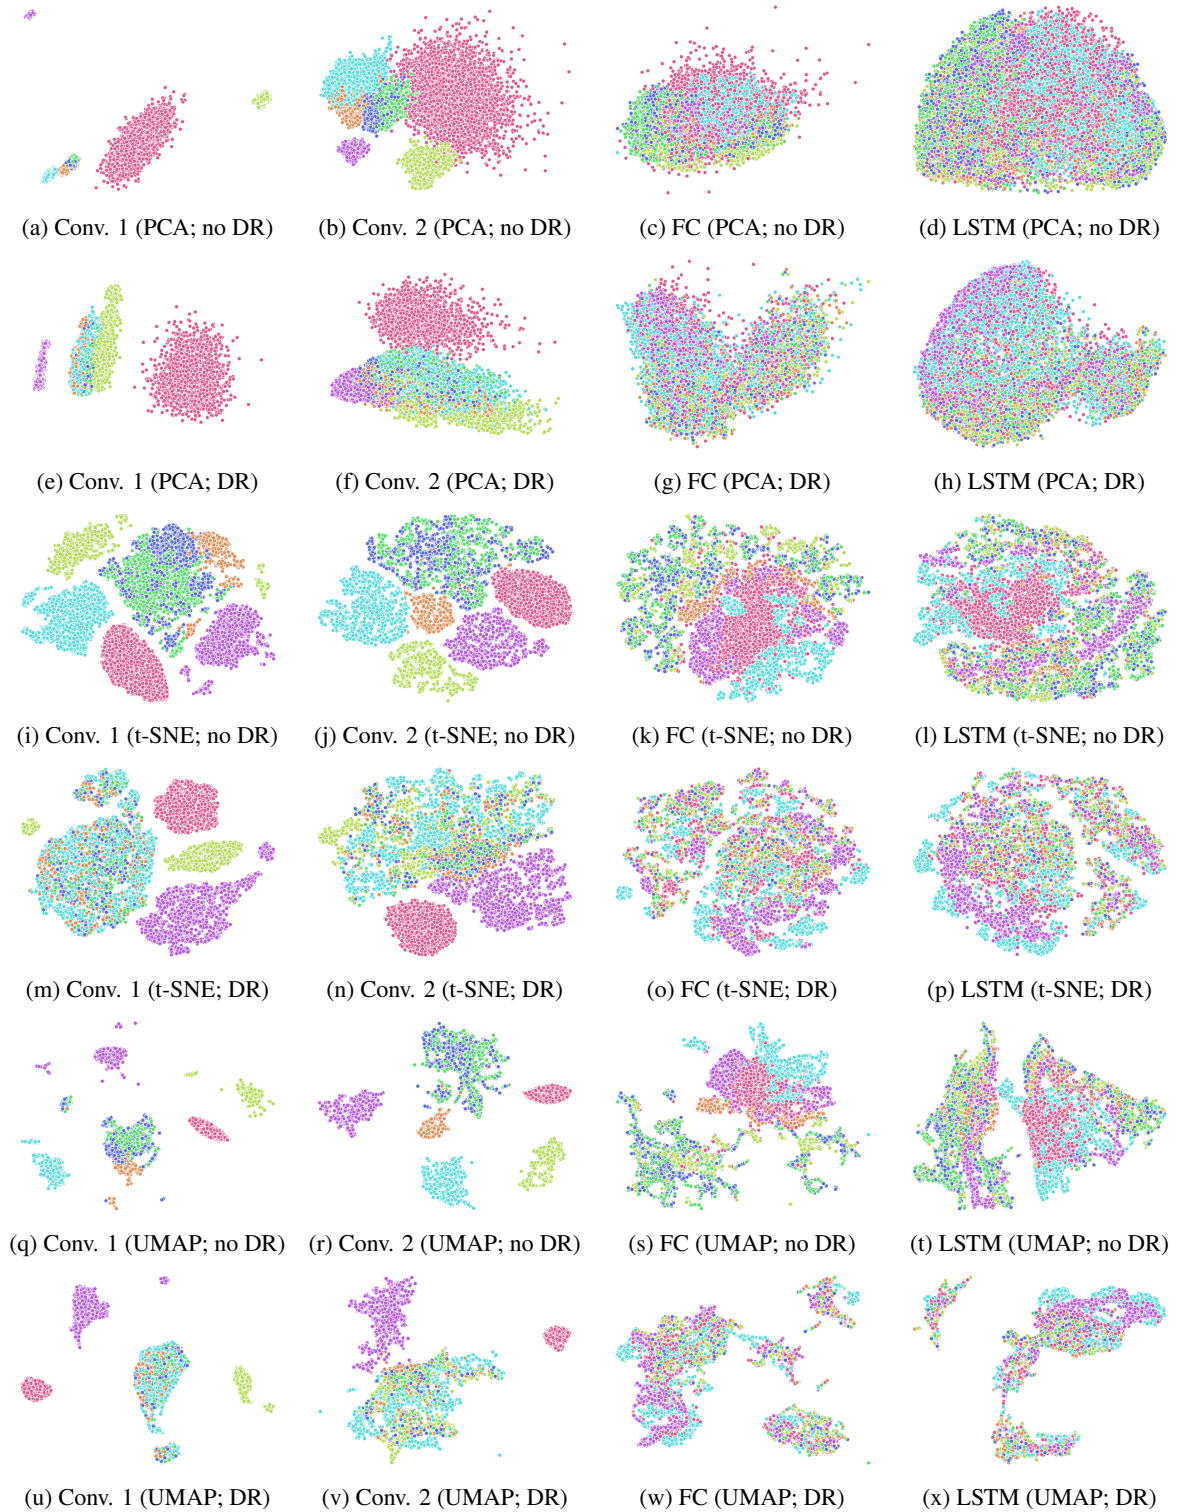 (a) Conv. 1 (PCA; no DR)
(b) Conv. 2 (PCA; no DR)
(c) FC (PCA; no DR)
(d) LSTM (PCA; no DR)
(e) Conv. 1 (PCA; DR)
(f) Conv. 2 (PCA; DR)
(g) FC (PCA; DR)
(h) LSTM (PCA; DR)
(i) Conv. 1 (t-SNE; no DR)
(j) Conv. 2 (t-SNE; no DR)
(k) FC (t-SNE; no DR)
(l) LSTM (t-SNE; no DR)
(m) Conv. 1 (t-SNE; DR)
(n) Conv. 2 (t-SNE; DR)
(o) FC (t-SNE; DR)
(p) LSTM (t-SNE; DR)
(q) Conv. 1 (UMAP; no DR)
(r) Conv. 2 (UMAP; no DR)
(s) FC (UMAP; no DR)
(t) LSTM (UMAP; no DR)
(u) Conv. 1 (UMAP; DR)
(v) Conv. 2 (UMAP; DR)
(w) FC (UMAP; DR)
(x) LSTM (UMAP; DR)